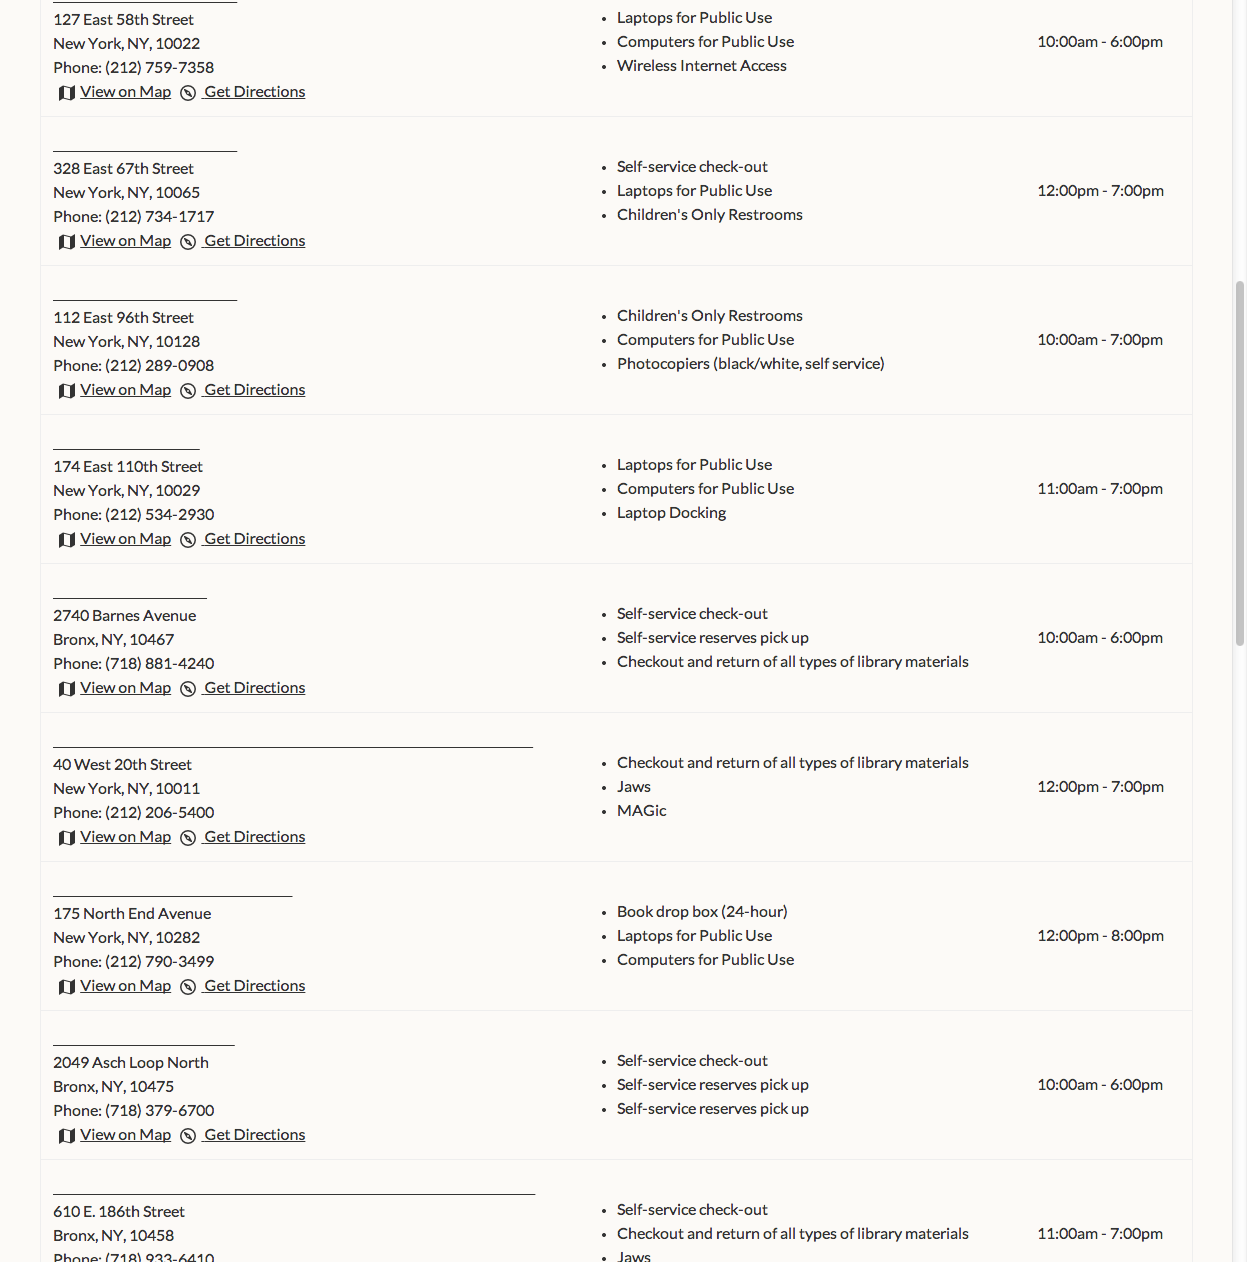 127 East 58th Street
New York, NY, 10022
Phone: (212) 759-7358
View on Map Get Directions
• Laptops for Public Use
• Computers for Public Use
• Wireless Internet Access
10:00am - 6:00pm
328 East 67th Street
New York, NY, 10065
Phone: (212) 734-1717
View on Map Get Directions
• Self-service check-out
• Laptops for Public Use
• Children's Only Restrooms
12:00pm - 7:00pm
112 East 96th Street
New York, NY, 10128
Phone: (212) 289-0908
View on Map Get Directions
• Children's Only Restrooms
• Computers for Public Use
• Photocopiers (black/white, self service)
10:00am - 7:00pm
174 East 110th Street
New York, NY, 10029
Phone: (212) 534-2930
View on Map Get Directions
• Laptops for Public Use
• Computers for Public Use
• Laptop Docking
11:00am - 7:00pm
2740 Barnes Avenue
Bronx, NY, 10467
Phone: (718) 881-4240
View on Map Get Directions
• Self-service check-out
• Self-service reserves pick up
• Checkout and return of all types of library materials
10:00am - 6:00pm
40 West 20th Street
New York, NY, 10011
Phone: (212) 206-5400
View on Map Get Directions
• Checkout and return of all types of library materials
• Jaws
• MAGic
12:00pm - 7:00pm
175 North End Avenue
New York, NY, 10282
Phone: (212) 790-3499
View on Map Get Directions
• Book drop box (24-hour)
• Laptops for Public Use
• Computers for Public Use
12:00pm - 8:00pm
2049 Asch Loop North
Bronx, NY, 10475
Phone: (718) 379-6700
View on Map Get Directions
• Self-service check-out
• Self-service reserves pick up
• Self-service reserves pick up
10:00am - 6:00pm
610 E. 186th Street
Bronx, NY, 10458
Phone: (718) 933-6410
• Self-service check-out
• Checkout and return of all types of library materials
• Jaws
11:00am - 7:00pm